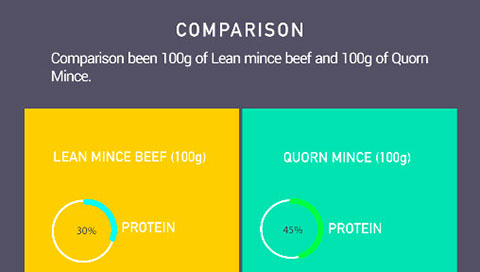 COMPARISON
Comparison been 100g of Lean mince beef and 100g of Quorn
Mince.
LEAN MINCE BEEF (100g)
QUORN MINCE (100g)
30%
PROTEIN
45%
PROTEIN